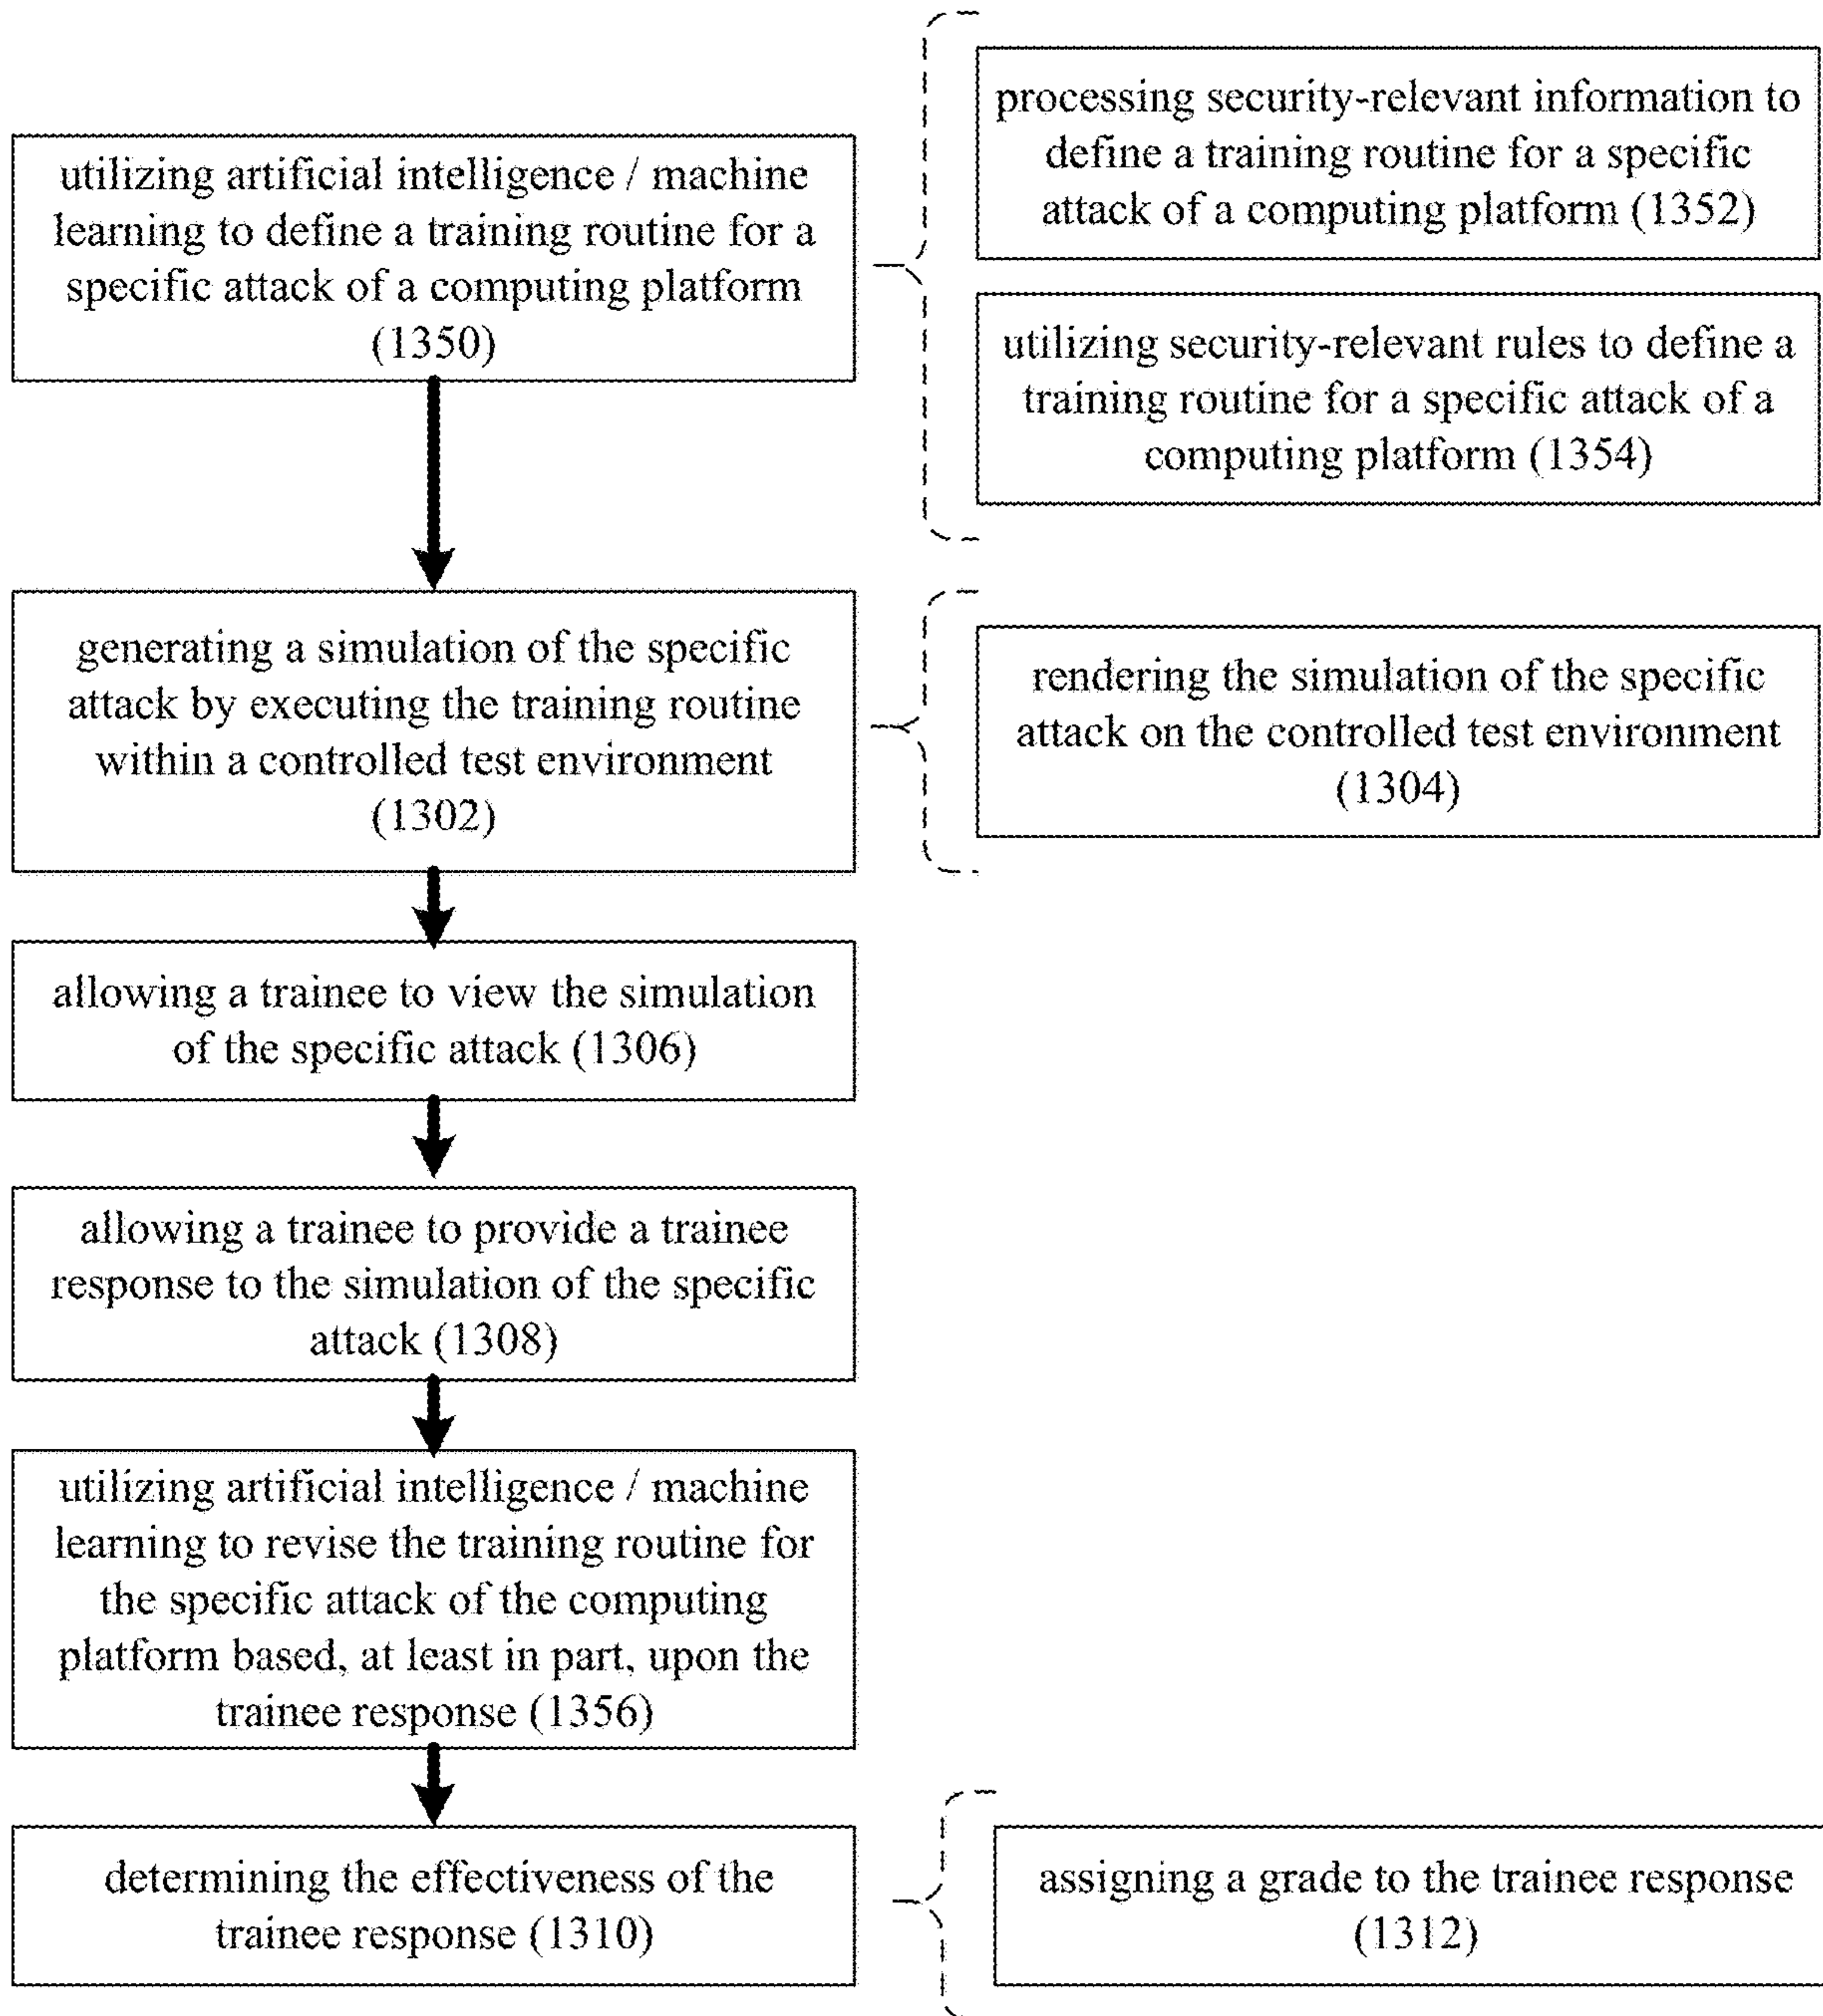 utilizing artificial intelligence / machine
learning to define a training routine for a
specific attack of a computing platform
(1350)
processing security-relevant information to
define a training routine for a specific
attack of a computing platform (1352)
utilizing security-relevant rules to define a
training routine for a specific attack of a
computing platform (1354)
generating a simulation of the specific
attack by executing the training routine
within a controlled test environment
(1302)
rendering the simulation of the specific
attack on the controlled test environment
(1304)
allowing a trainee to view the simulation
of the specific attack (1306)
allowing a trainee to provide a trainee
response to the simulation of the specific
attack (1308)
utilizing artificial intelligence / machine
learning to revise the training routine for
the specific attack of the computing
platform based, at least in part, upon the
trainee response (1356)
determining the effectiveness of the
trainee response (1310)
assigning a grade to the trainee response
(1312)